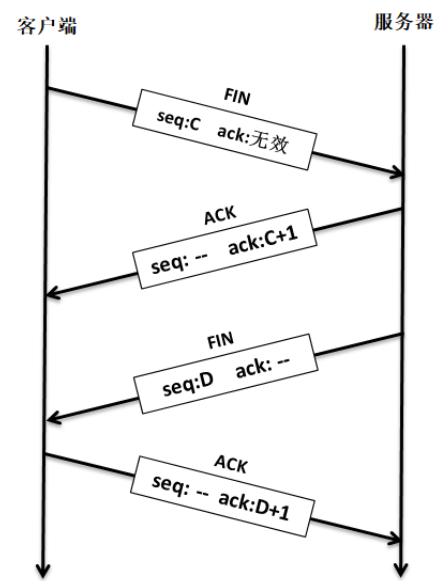 客户端 服务器
FIN
seq:C ack:无效
ACK
seq: -- ack:C+1
FIN
seq:D ack: --
ACK
seq: -- ack:D+1